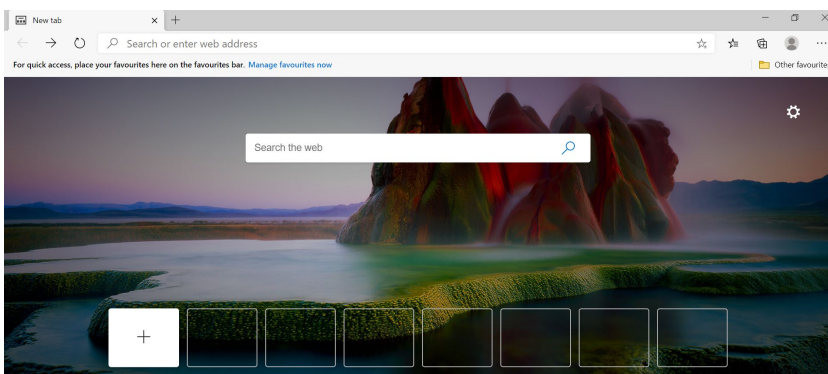 New tab
Search or enter web address
For quick access, place your favourites here on the favourites bar. Manage favourites now
Other favourite
Search the web